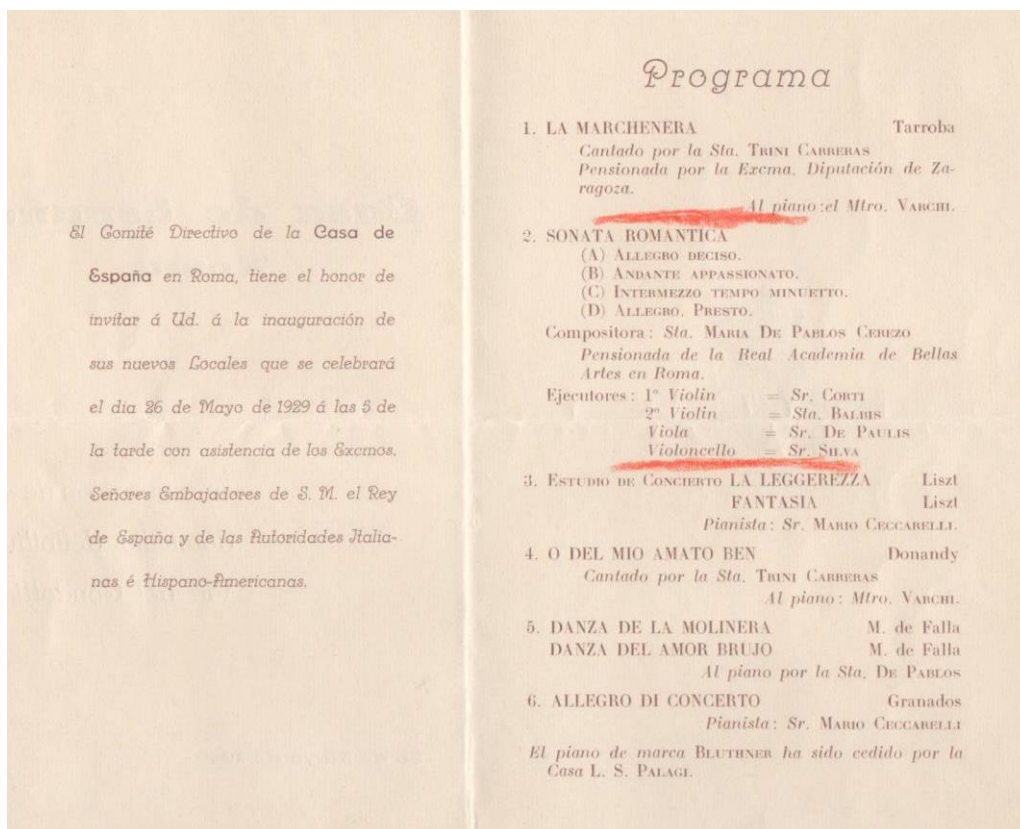 El Comité Directivo de la Casa de
España en Roma, tiene el honor de
invitar á Ud. á la inauguración de
sus nuevos Locales que se celebrará
el dia 26 de Mayo de 1929 á las 5 de
la tarde con asistencia de los Excmos.
Señores Embajadores de S. M. el Rey
de España y de las Autoridades Italia-
nas é Hispano-Americanas.
Programa
1. LA MARCHENERA Tarroba
Cantado por la Sta. TRINI CARRERAS
Pensionada por la Excma. Diputación de Za-
ragoza.
Al piano :el Mtro. VARCHI.
2. SONATA ROMANTICA
(A) ALLEGRO DECISO.
(B) ANDANTE APPASSIONATO.
(C) INTERMEZZO TEMPO MINUETTO.
(D) ALLEGRO, PRESTO.
Compositora : Sta. MARIA DE PABLOS CEREZO
Pensionada de la Real Academia de Bellas
Artes en Roma.
Ejecutores : 1º Violin = Sr. CORTI
2º Violin = Sta. BALBIS
Viola = Sr. DE PAULIS
Violoncello = Sr. SILVA
3. ESTUDIO DE CONCIERTO LA LEGGEREZZA Liszt
FANTASIA Liszt
Pianista : Sr. MARIO CECCARELLI.
4. O DEL MIO AMATO BEN Donandy
Cantado por la Sta. TRINI CARRERAS
Al piano : Mtro. VARCHI.
5. DANZA DE LA MOLINERA M. de Falla
DANZA DEL AMOR BRUJO M. de Falla
Al piano por la Sta. DE PABLOS
6. ALLEGRO DI CONCERTO Granados
Pianista : Sr. MARIO CECCARELLI
El piano de marca BLUTHNER ha sido cedido por la
Casa L. S. PALAGI.